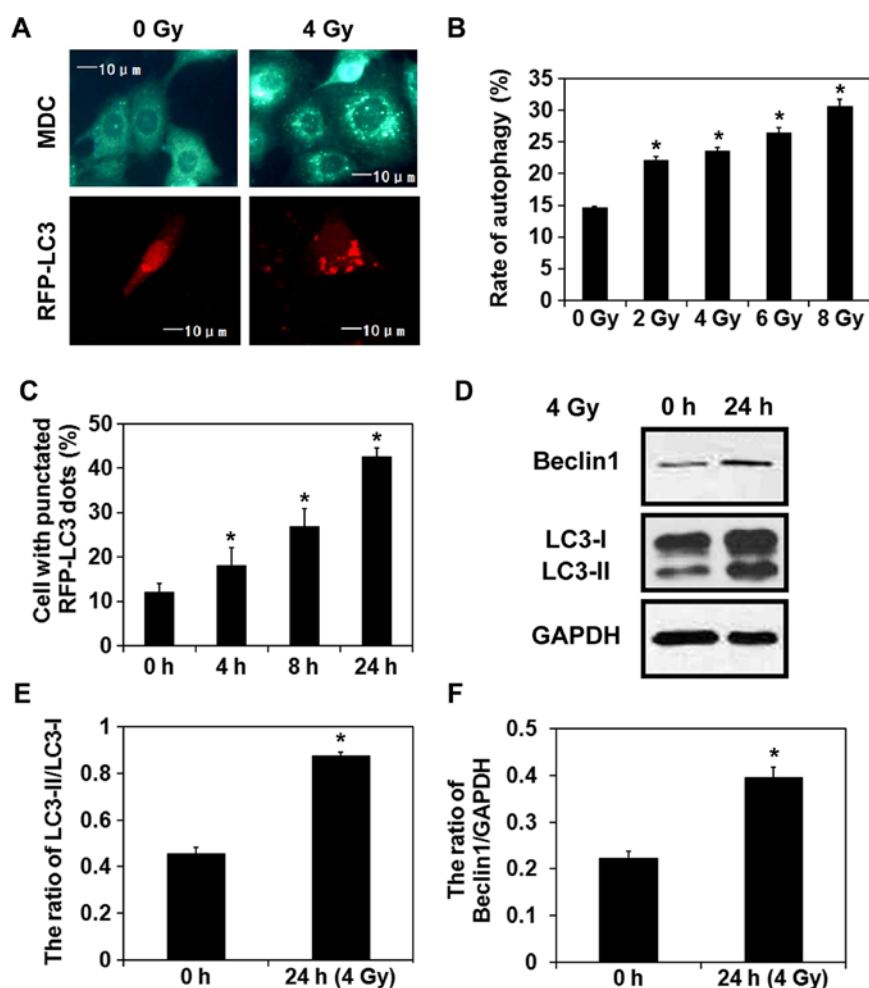 A
0 Gy
4 Gy
MDC
10 μm
10 μm
RFP-LC3
10 μm
10 μm
B
Rate of autophagy (%)
35
30
25
20
15
10
5
0
*
*
*
*
0 Gy 2 Gy 4 Gy 6 Gy 8 Gy
C
Cell with punctated
RFP-LC3 dots (%)
50
40
30
20
10
0
*
*
*
0 h 4 h 8 h 24 h
D
4 Gy 0 h 24 h
Beclin1
LC3-I
LC3-II
GAPDH
E
The ratio of LC3-II/LC3-I
1
0.8
0.6
0.4
0.2
0
*
0 h 24 h (4 Gy)
F
The ratio of
Beclin1/GAPDH
0.5
0.4
0.3
0.2
0.1
0
*
0 h 24 h (4 Gy)